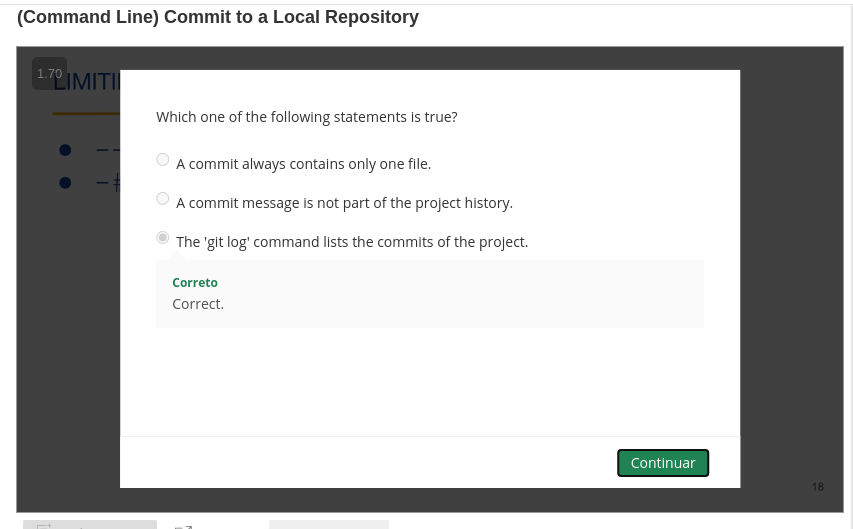 (Command Line) Commit to a Local Repository
1.70
LIMITI
--
-#
Which one of the following statements is true?
A commit always contains only one file.
A commit message is not part of the project history.
The 'git log' command lists the commits of the project.
Correto
Correct.
Continuar
18